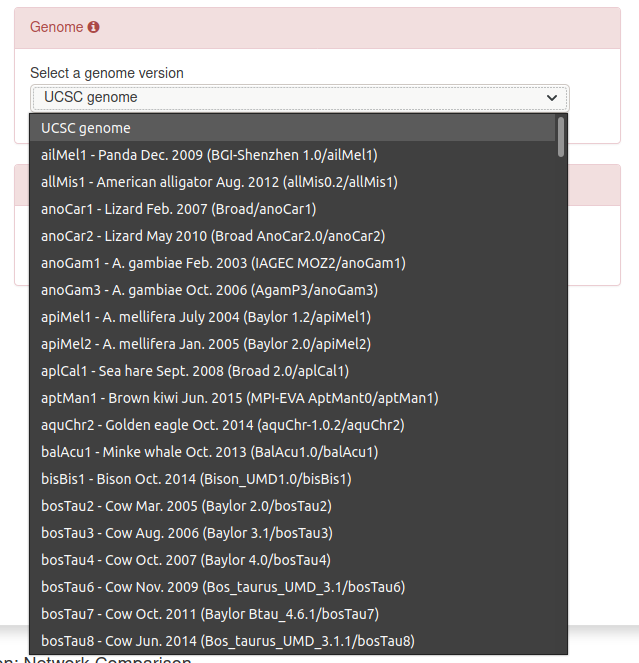 Genome
Select a genome version
UCSC genome
UCSC genome
ailMel1 - Panda Dec. 2009 (BGI-Shenzhen 1.0/ailMel1)
allMis1 - American alligator Aug. 2012 (allMis0.2/allMis1)
anoCar1 - Lizard Feb. 2007 (Broad/anoCar1)
anoCar2 - Lizard May 2010 (Broad AnoCar2.0/anoCar2)
anoGam1 - A. gambiae Feb. 2003 (IAGEC MOZ2/anoGam1)
anoGam3 - A. gambiae Oct. 2006 (AgamP3/anoGam3)
apiMel1 - A. mellifera July 2004 (Baylor 1.2/apiMel1)
apiMel2 - A. mellifera Jan. 2005 (Baylor 2.0/apiMel2)
aplCal1 - Sea hare Sept. 2008 (Broad 2.0/aplCal1)
aptMan1 - Brown kiwi Jun. 2015 (MPI-EVA AptMant0/aptMan1)
aquChr2 - Golden eagle Oct. 2014 (aquChr-1.0.2/aquChr2)
balAcu1 - Minke whale Oct. 2013 (BalAcu1.0/balAcu1)
bisBis1 - Bison Oct. 2014 (Bison_UMD1.0/bisBis1)
bosTau2 - Cow Mar. 2005 (Baylor 2.0/bosTau2)
bosTau3 - Cow Aug. 2006 (Baylor 3.1/bosTau3)
bosTau4 - Cow Oct. 2007 (Baylor 4.0/bosTau4)
bosTau6 - Cow Nov. 2009 (Bos_taurus_UMD_3.1/bosTau6)
bosTau7 - Cow Oct. 2011 (Baylor Btau_4.6.1/bosTau7)
bosTau8 - Cow Jun. 2014 (Bos_taurus_UMD_3.1.1/bosTau8)
on: Network Comparison